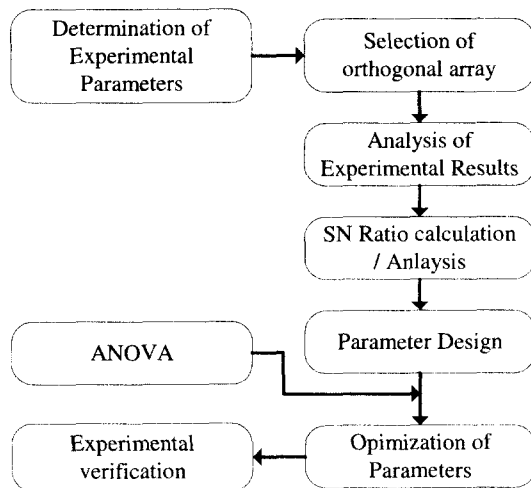 Determination of
Experimental
Parameters
Selection of
orthogonal array
Analysis of
Experimental Results
SN Ratio calculation
/ Anlaysis
Parameter Design
ANOVA
Opimization of
Parameters
Experimental
verification